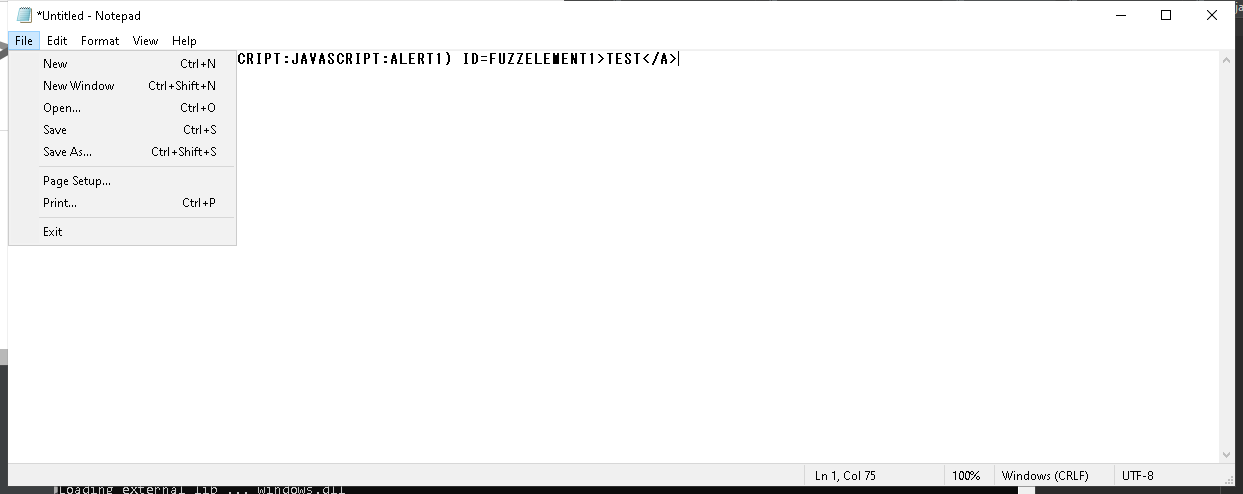 *Untitled - Notepad
File Edit Format View Help
CRIPT:JAVASCRIPT:ALERT1) ID=FUZZELEMENT1>TEST</A>
New Ctrl+N
New Window Ctrl+Shift+N
Open... Ctrl+O
Save Ctrl+S
Save As... Ctrl+Shift+S
Page Setup...
Print... Ctrl+P
Exit
Ln 1, Col 75 100% Windows (CRLF) UTF-8
Loading external lib ... windows.dll